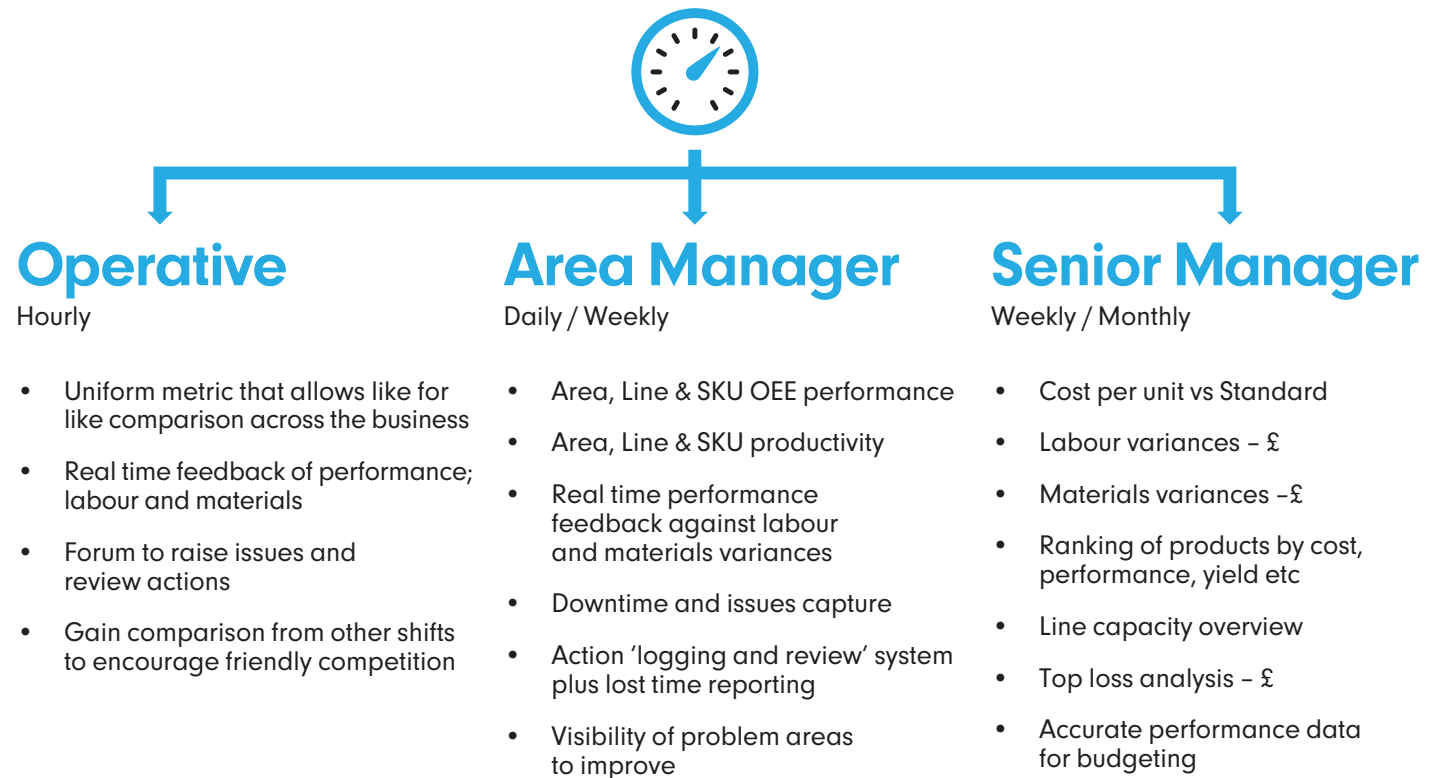 Operative
Hourly
• Uniform metric that allows like for
like comparison across the business
• Real time feedback of performance;
labour and materials
• Forum to raise issues and
review actions
• Gain comparison from other shifts
to encourage friendly competition
Area Manager
Daily / Weekly
• Area, Line & SKU OEE performance
• Area, Line & SKU productivity
• Real time performance
feedback against labour
and materials variances
• Downtime and issues capture
• Action ‘logging and review’ system
plus lost time reporting
• Visibility of problem areas
to improve
Senior Manager
Weekly / Monthly
• Cost per unit vs Standard
• Labour variances – £
• Materials variances –£
• Ranking of products by cost,
performance, yield etc
• Line capacity overview
• Top loss analysis – £
• Accurate performance data
for budgeting